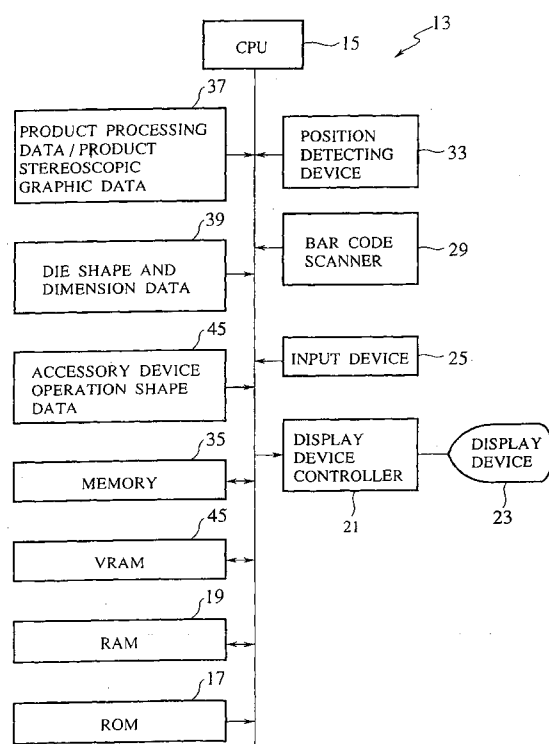 13
CPU
15
37
PRODUCT PROCESSING
DATA/PRODUCT
STEREOSCOPIC
GRAPHIC DATA
POSITION
DETECTING
DEVICE
33
39
DIE SHAPE AND
DIMENSION DATA
BAR CODE
SCANNER
29
45
ACCESSORY DEVICE
OPERATION SHAPE
DATA
INPUT DEVICE
25
35
MEMORY
DISPLAY
DEVICE
CONTROLLER
21
DISPLAY
DEVICE
23
45
VRAM
19
RAM
17
ROM